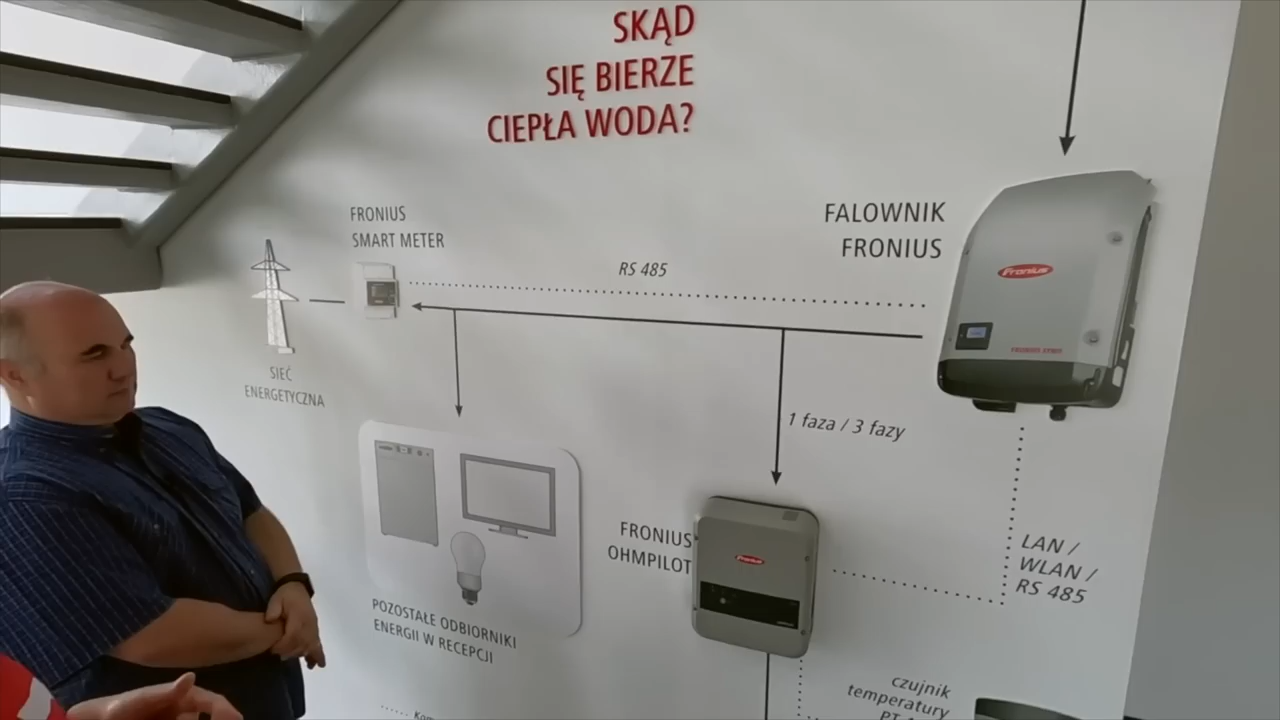 SKĄD
SIĘ BIERZE
CIEPŁA WODA?
FRONIUS
SMART METER
RS 485
FALOWNIK
FRONIUS
Fronius
SIEĆ
ENERGETYCZNA
1 faza / 3 fazy
FRONIUS
OHMPILOT
Fronius
LAN /
WLAN /
RS 485
POZOSTAŁE ODBIORNIKI
ENERGII W RECEPCJI
czujnik
temperatury